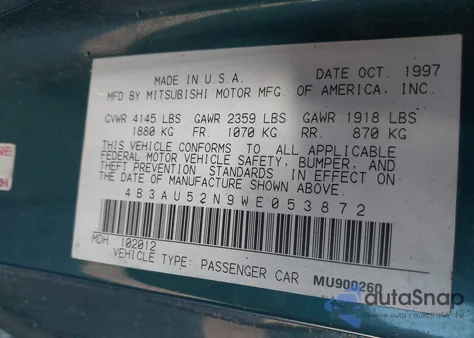 MADE IN U.S.A. DATE OCT. 1997
MFD BY MITSUBISHI MOTOR MFG. OF AMERICA, INC.
GVWR 4145 LBS GAWR 2359 LBS GAWR 1918 LBS
1880 KG FR. 1070 KG RR. 870 KG
THIS VEHICLE CONFORMS TO ALL APPLICABLE
FEDERAL MOTOR VEHICLE SAFETY, BUMPER, AND
THEFT PREVENTION STANDARDS IN EFFECT ON
THE DATE OF MANUFACTURE SHOWN ABOVE.
4B3AU52N9WE053872
MDH 102012
VEHICLE TYPE: PASSENGER CAR MU900260
autoSnap